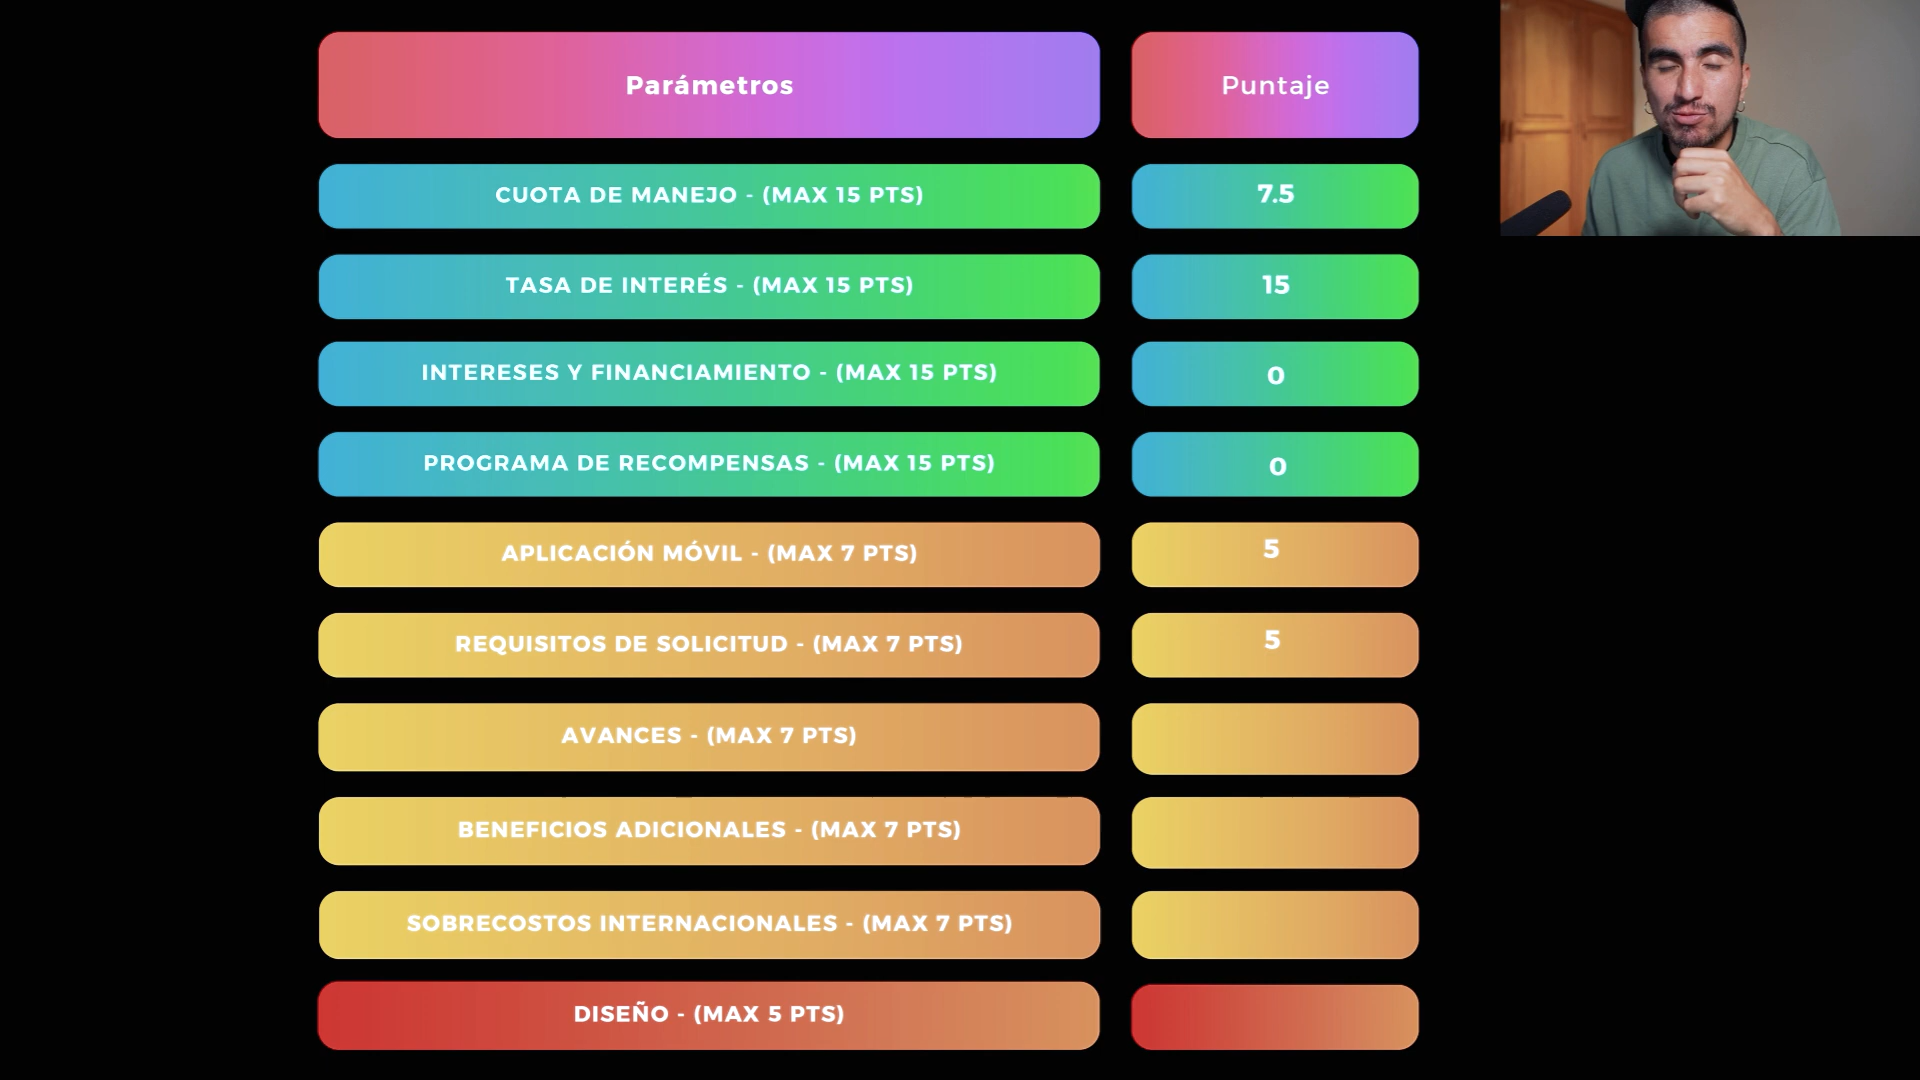 Parámetros Puntaje
CUOTA DE MANEJO - (MAX 15 PTS) 7.5
TASA DE INTERÉS - (MAX 15 PTS) 15
INTERESES Y FINANCIAMIENTO - (MAX 15 PTS) 0
PROGRAMA DE RECOMPENSAS - (MAX 15 PTS) 0
APLICACIÓN MÓVIL - (MAX 7 PTS) 5
REQUISITOS DE SOLICITUD - (MAX 7 PTS) 5
AVANCES - (MAX 7 PTS)
BENEFICIOS ADICIONALES - (MAX 7 PTS)
SOBRECOSTOS INTERNACIONALES - (MAX 7 PTS)
DISEÑO - (MAX 5 PTS)